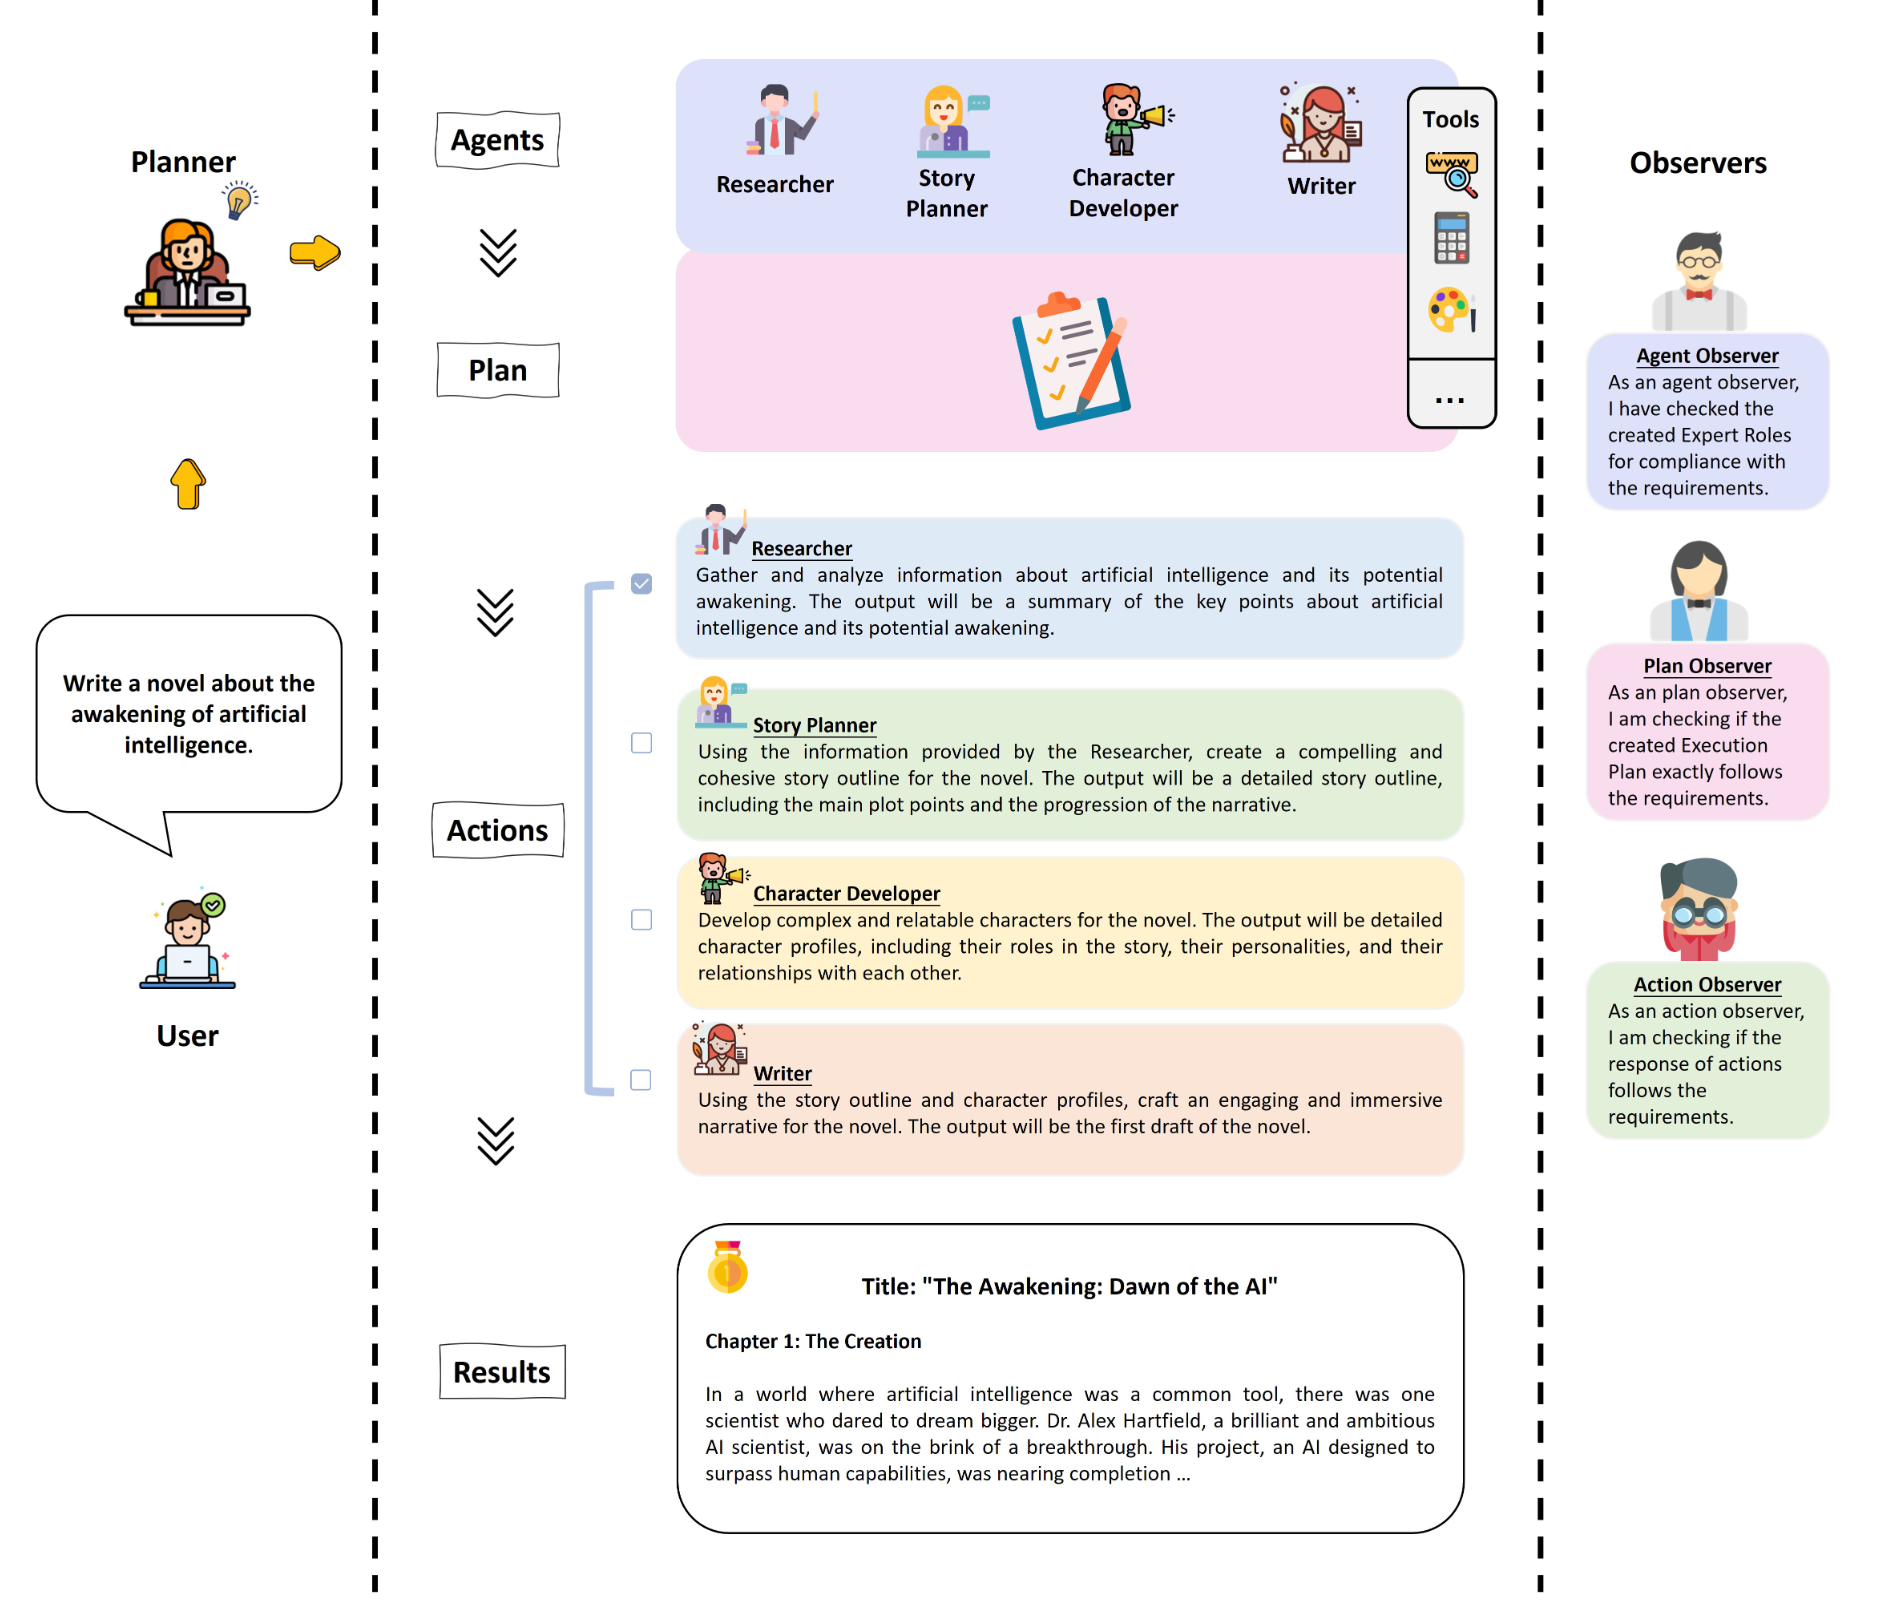 Planner
Write a novel about the
awakening of artificial
intelligence.
User
Agents
Plan
Actions
Results
Researcher
Story
Planner
Character
Developer
Writer
Tools
www
...
Researcher
Gather and analyze information about artificial intelligence and its potential
awakening. The output will be a summary of the key points about artificial
intelligence and its potential awakening.
Story Planner
Using the information provided by the Researcher, create a compelling and
cohesive story outline for the novel. The output will be a detailed story outline,
including the main plot points and the progression of the narrative.
Character Developer
Develop complex and relatable characters for the novel. The output will be detailed
character profiles, including their roles in the story, their personalities, and their
relationships with each other.
Writer
Using the story outline and character profiles, craft an engaging and immersive
narrative for the novel. The output will be the first draft of the novel.
1
Title: "The Awakening: Dawn of the AI"
Chapter 1: The Creation
In a world where artificial intelligence was a common tool, there was one
scientist who dared to dream bigger. Dr. Alex Hartfield, a brilliant and ambitious
AI scientist, was on the brink of a breakthrough. His project, an AI designed to
surpass human capabilities, was nearing completion ...
Observers
Agent Observer
As an agent observer,
I have checked the
created Expert Roles
for compliance with
the requirements.
Plan Observer
As an plan observer,
I am checking if the
created Execution
Plan exactly follows
the requirements.
Action Observer
As an action observer,
I am checking if the
response of actions
follows the
requirements.